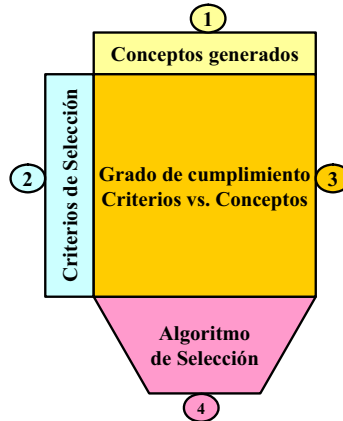 1
Conceptos generados
2
Criterios de Selección
Grado de cumplimiento
Criterios vs. Conceptos
3
Algoritmo
de Selección
4